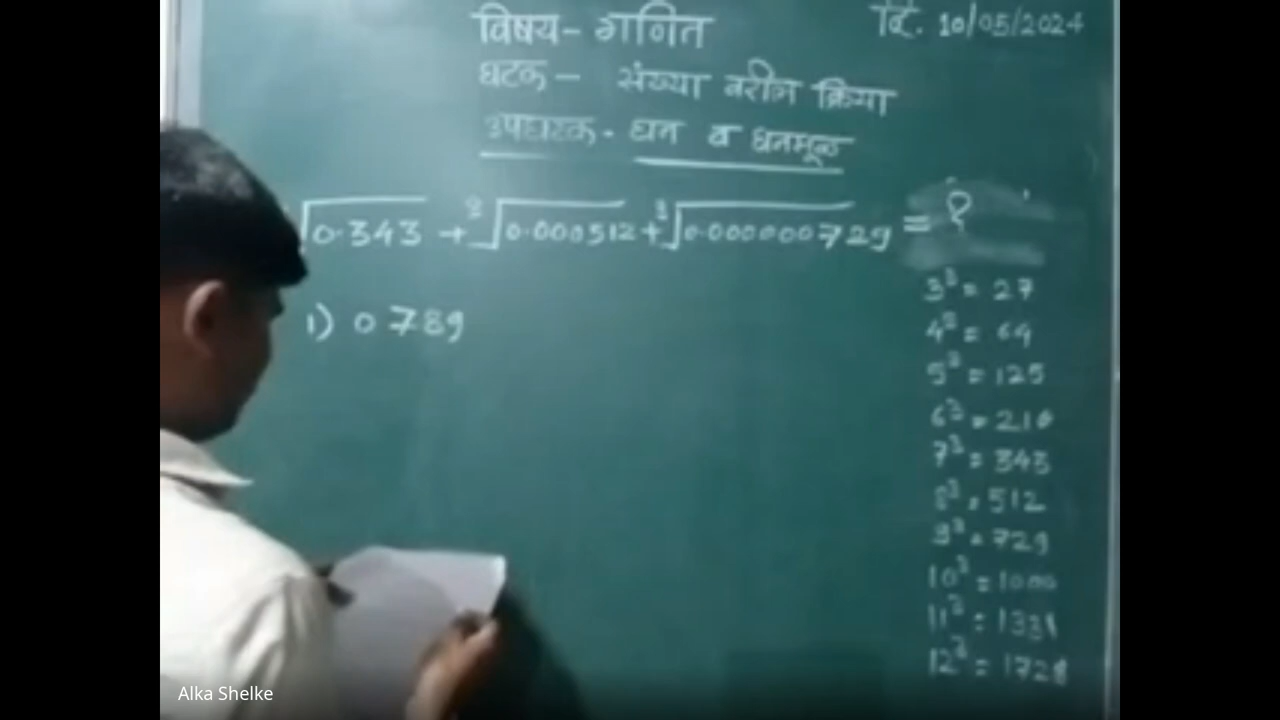 विषय- गणित
दि. 10/05/2024
घटक - संख्या वरील क्रिया
उपघटक - घन व घनमूळ
√0.343 + ³√0.000512 + ³√0.000000729 = ?
1) 0 789
3³ = 27
4³ = 64
5³ = 125
6³ = 216
7³ = 343
8³ = 512
9³ = 729
10³ = 1000
11³ = 1331
12³ = 1728
Alka Shelke